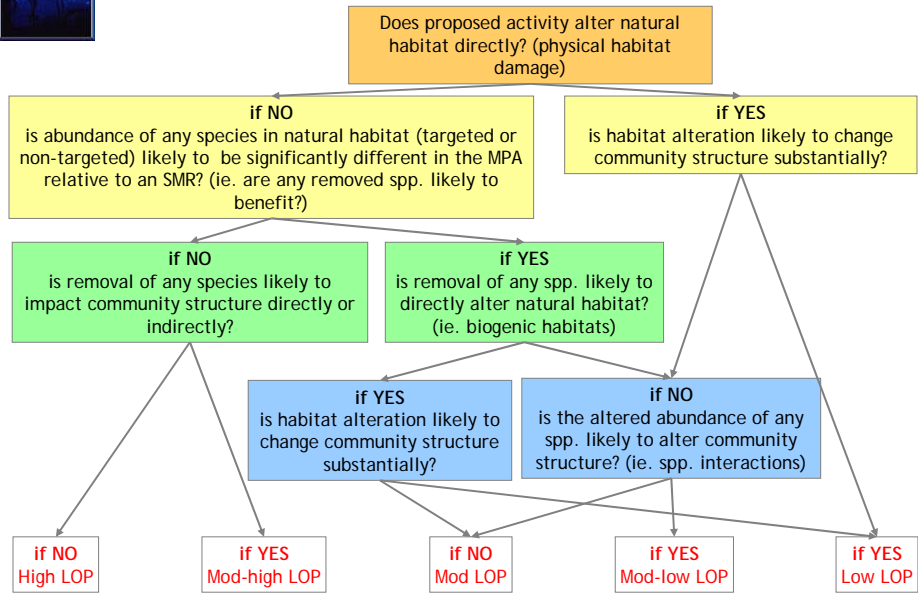 Does proposed activity alter natural
habitat directly? (physical habitat
damage)
if NO
is abundance of any species in natural habitat (targeted or
non-targeted) likely to be significantly different in the MPA
relative to an SMR? (ie. are any removed spp. likely to
benefit?)
if YES
is habitat alteration likely to change
community structure substantially?
if NO
is removal of any species likely to
impact community structure directly or
indirectly?
if YES
is removal of any spp. likely to
directly alter natural habitat?
(ie. biogenic habitats)
if YES
is habitat alteration likely to
change community structure
substantially?
if NO
is the altered abundance of any
spp. likely to alter community
structure? (ie. spp. interactions)
if NO
High LOP
if YES
Mod-high LOP
if NO
Mod LOP
if YES
Mod-low LOP
if YES
Low LOP